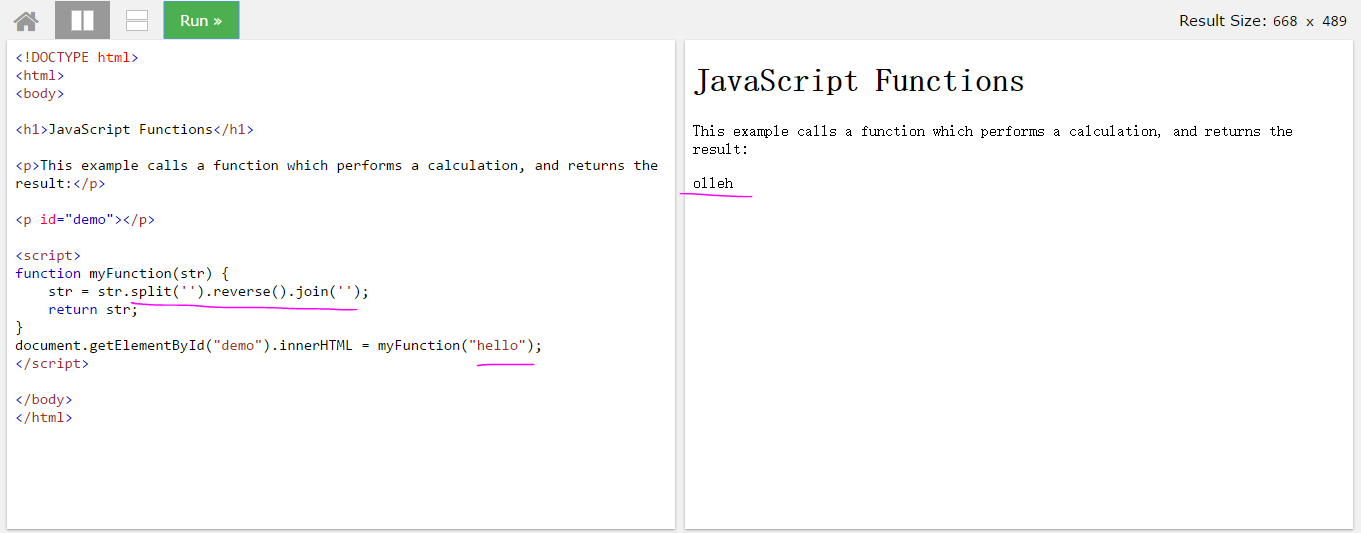 Run »
Result Size: 668 x 489
<!DOCTYPE html>
<html>
<body>
<h1>JavaScript Functions</h1>
<p>This example calls a function which performs a calculation, and returns the
result:</p>
<p id="demo"></p>
<script>
function myFunction(str) {
    str = str.split('').reverse().join('');
    return str;
}
document.getElementById("demo").innerHTML = myFunction("hello");
</script>
</body>
</html>
JavaScript Functions
This example calls a function which performs a calculation, and returns the
result:
olleh